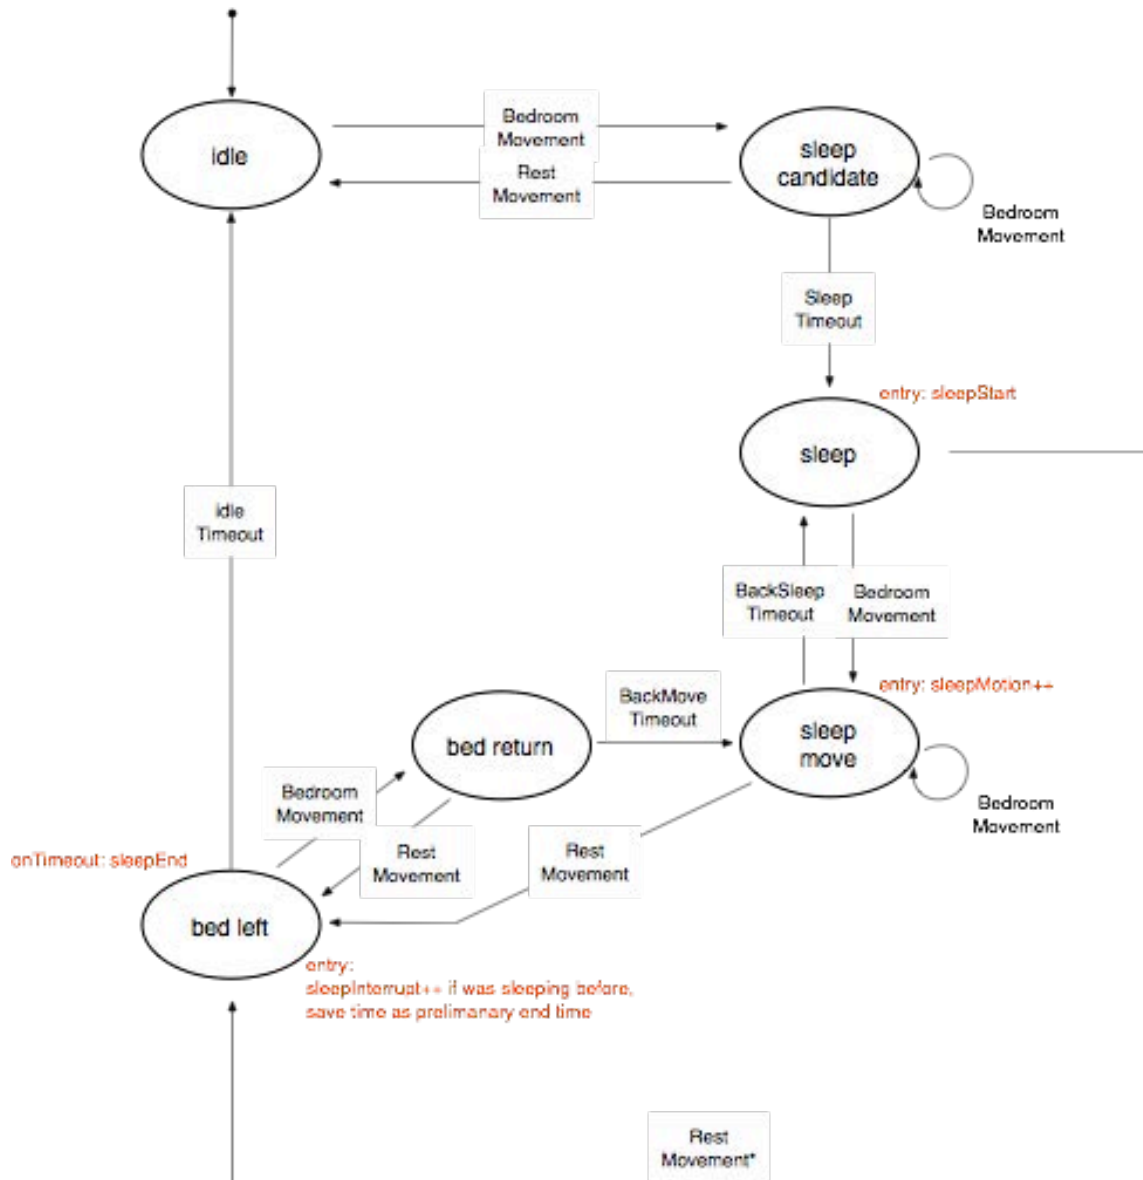 idle
Bedroom
Movement
Rest
Movement
sleep
candidate
Bedroom
Movement
Sleep
Timeout
entry: sleepStart
sleep
idle
Timeout
BackSleep
Timeout
Bedroom
Movement
entry: sleepMotion++
BackMove
Timeout
sleep
move
bed return
Bedroom
Movement
Bedroom
Movement
Rest
Movement
Rest
Movement
onTimeout: sleepEnd
bed left
entry:
sleepInterrupt++ if was sleeping before,
save time as prelimanary end time
Rest
Movement*